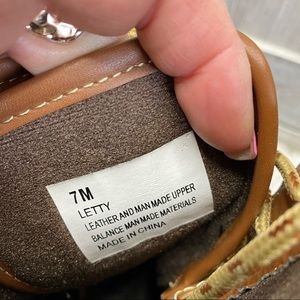 7M
LETTY
LEATHER AND MAN MADE UPPER
BALANCE MAN MADE MATERIALS
MADE IN CHINA